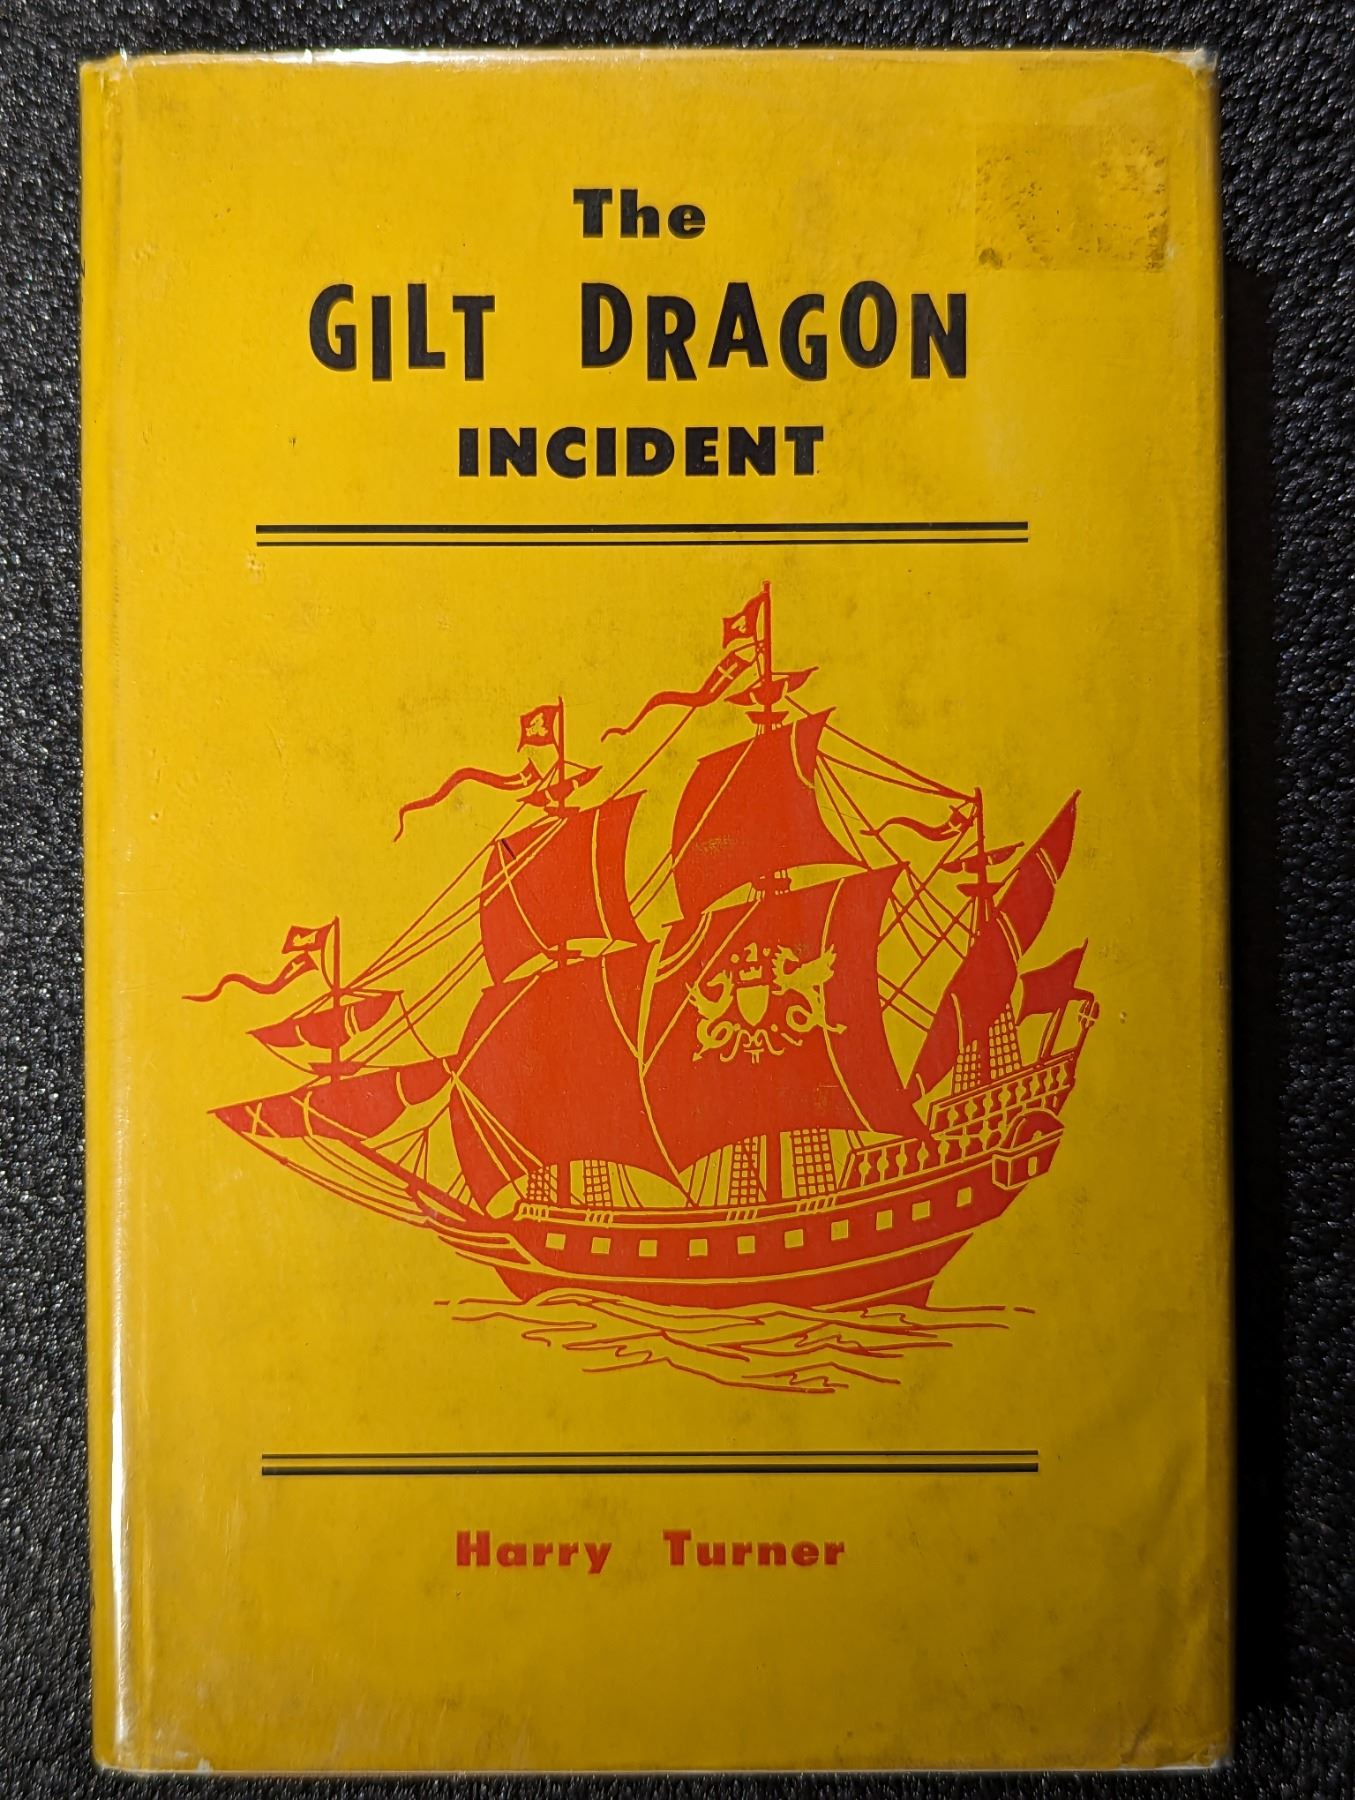 The
GILT DRAGON
INCIDENT
Harry Turner